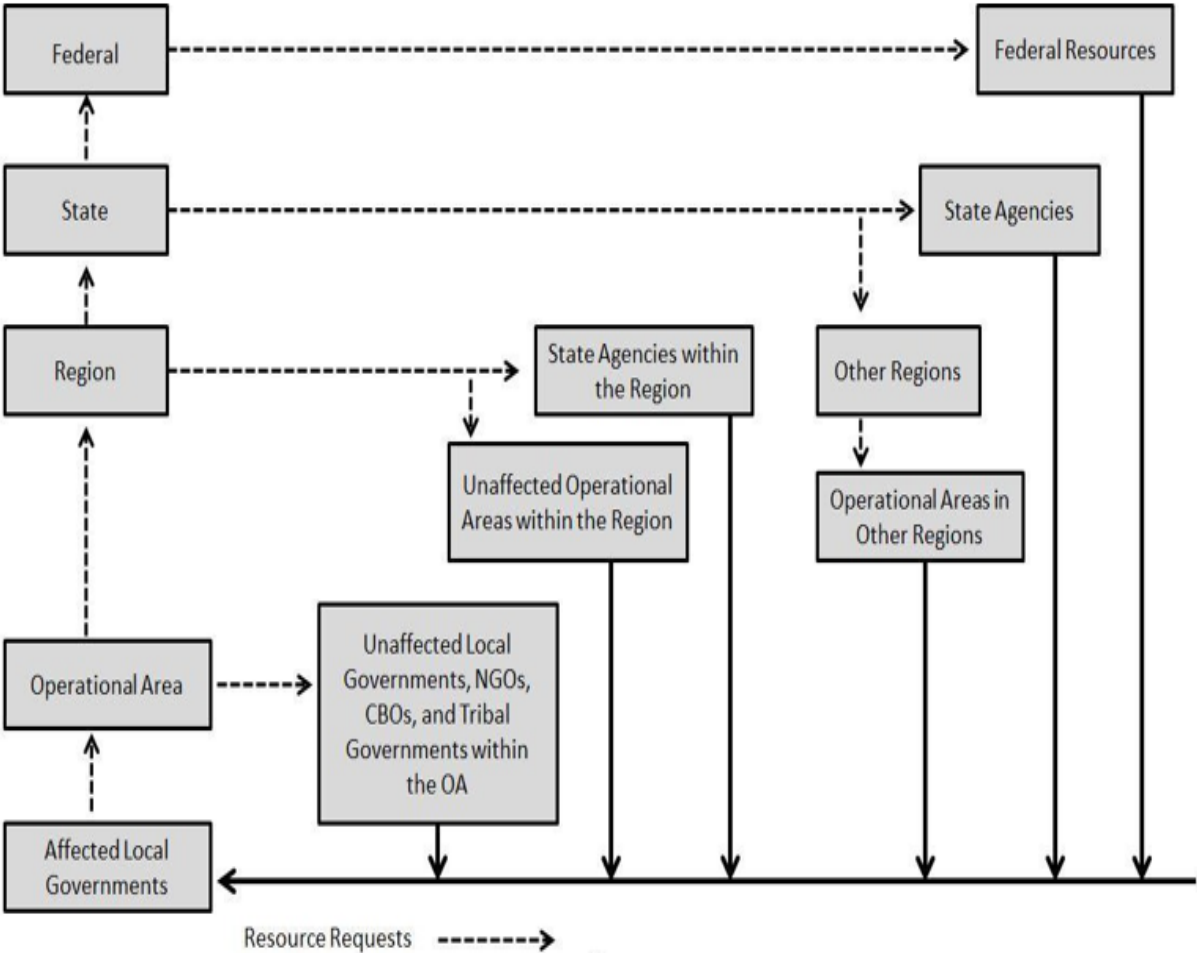 Federal
Federal Resources
State
State Agencies
Region
State Agencies within
the Region
Other Regions
Unaffected Operational
Areas within the Region
Operational Areas in
Other Regions
Operational Area
Unaffected Local
Governments, NGOs,
CBOs, and Tribal
Governments within
the OA
Affected Local
Governments
Resource Requests